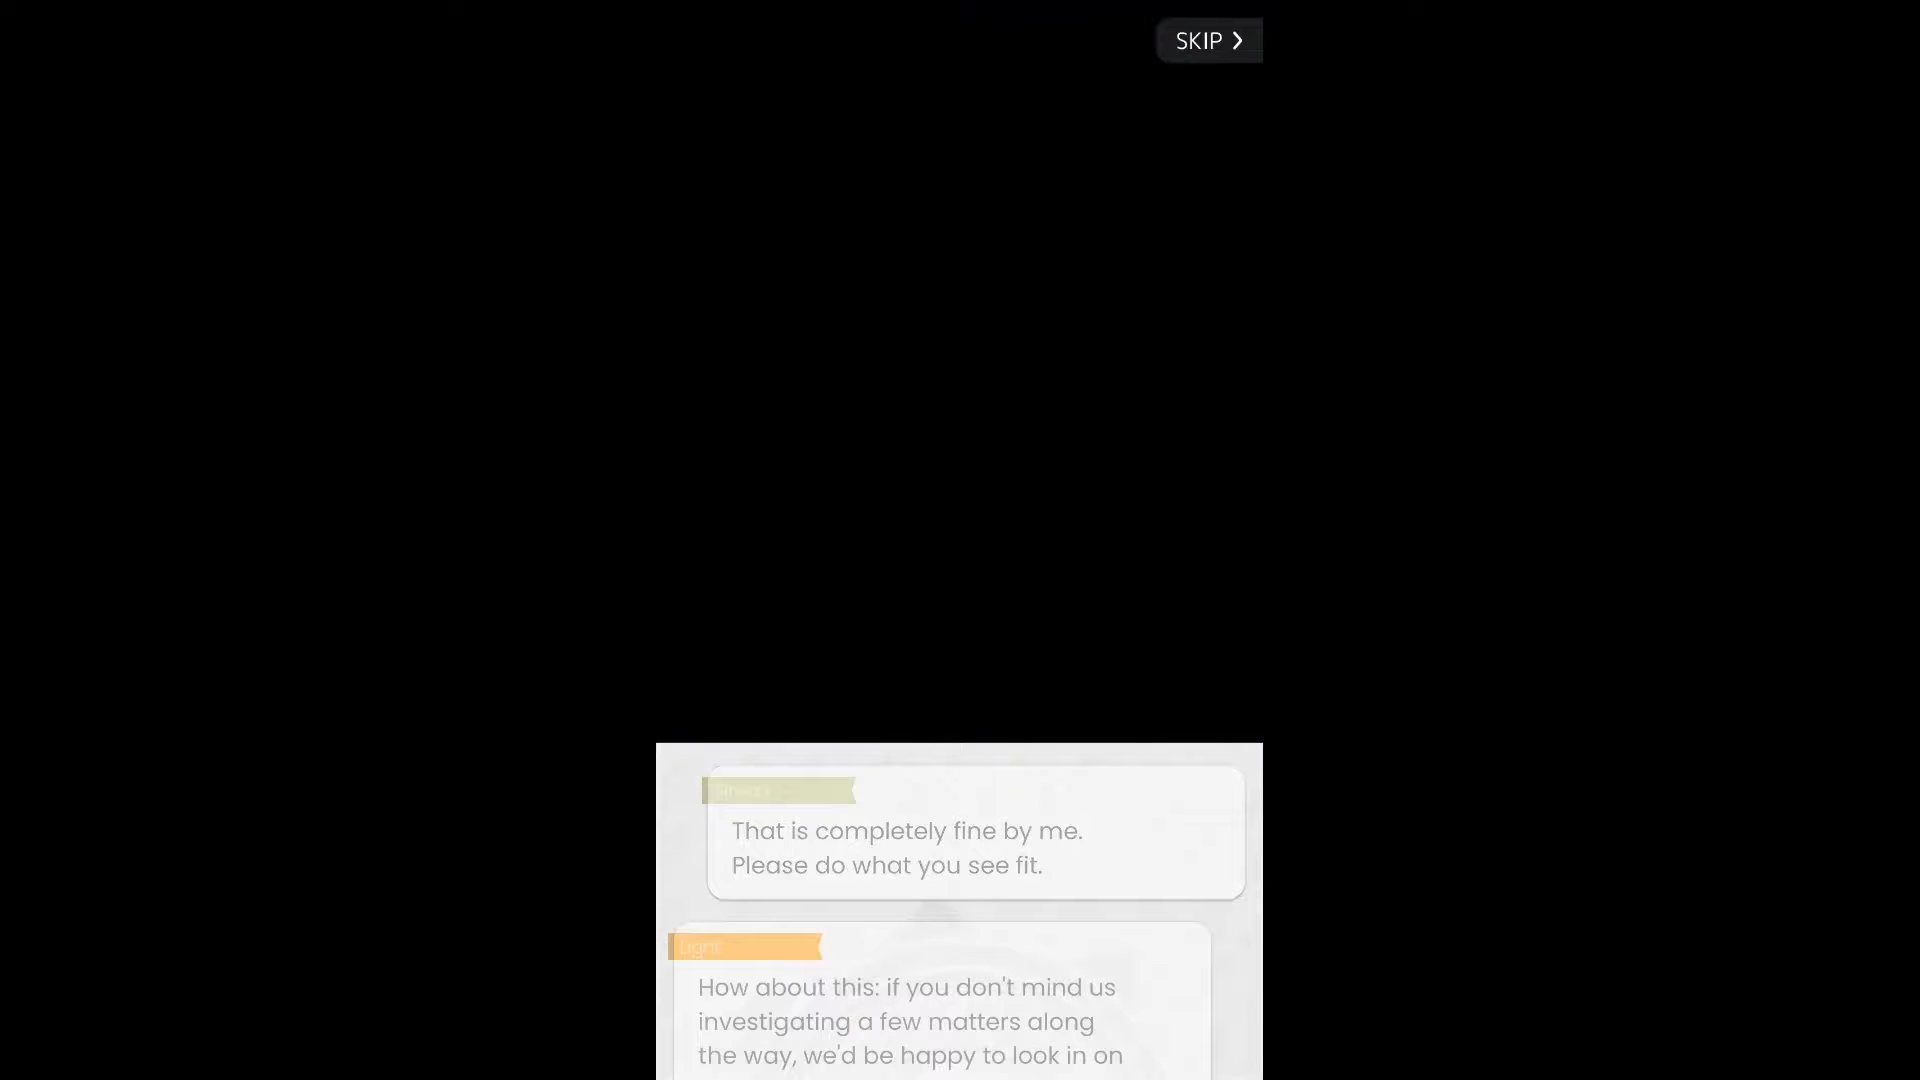 SKIP
That is completely fine by me.
Please do what you see fit.
Light
How about this: if you don't mind us
investigating a few matters along
the way, we'd be happy to look in on